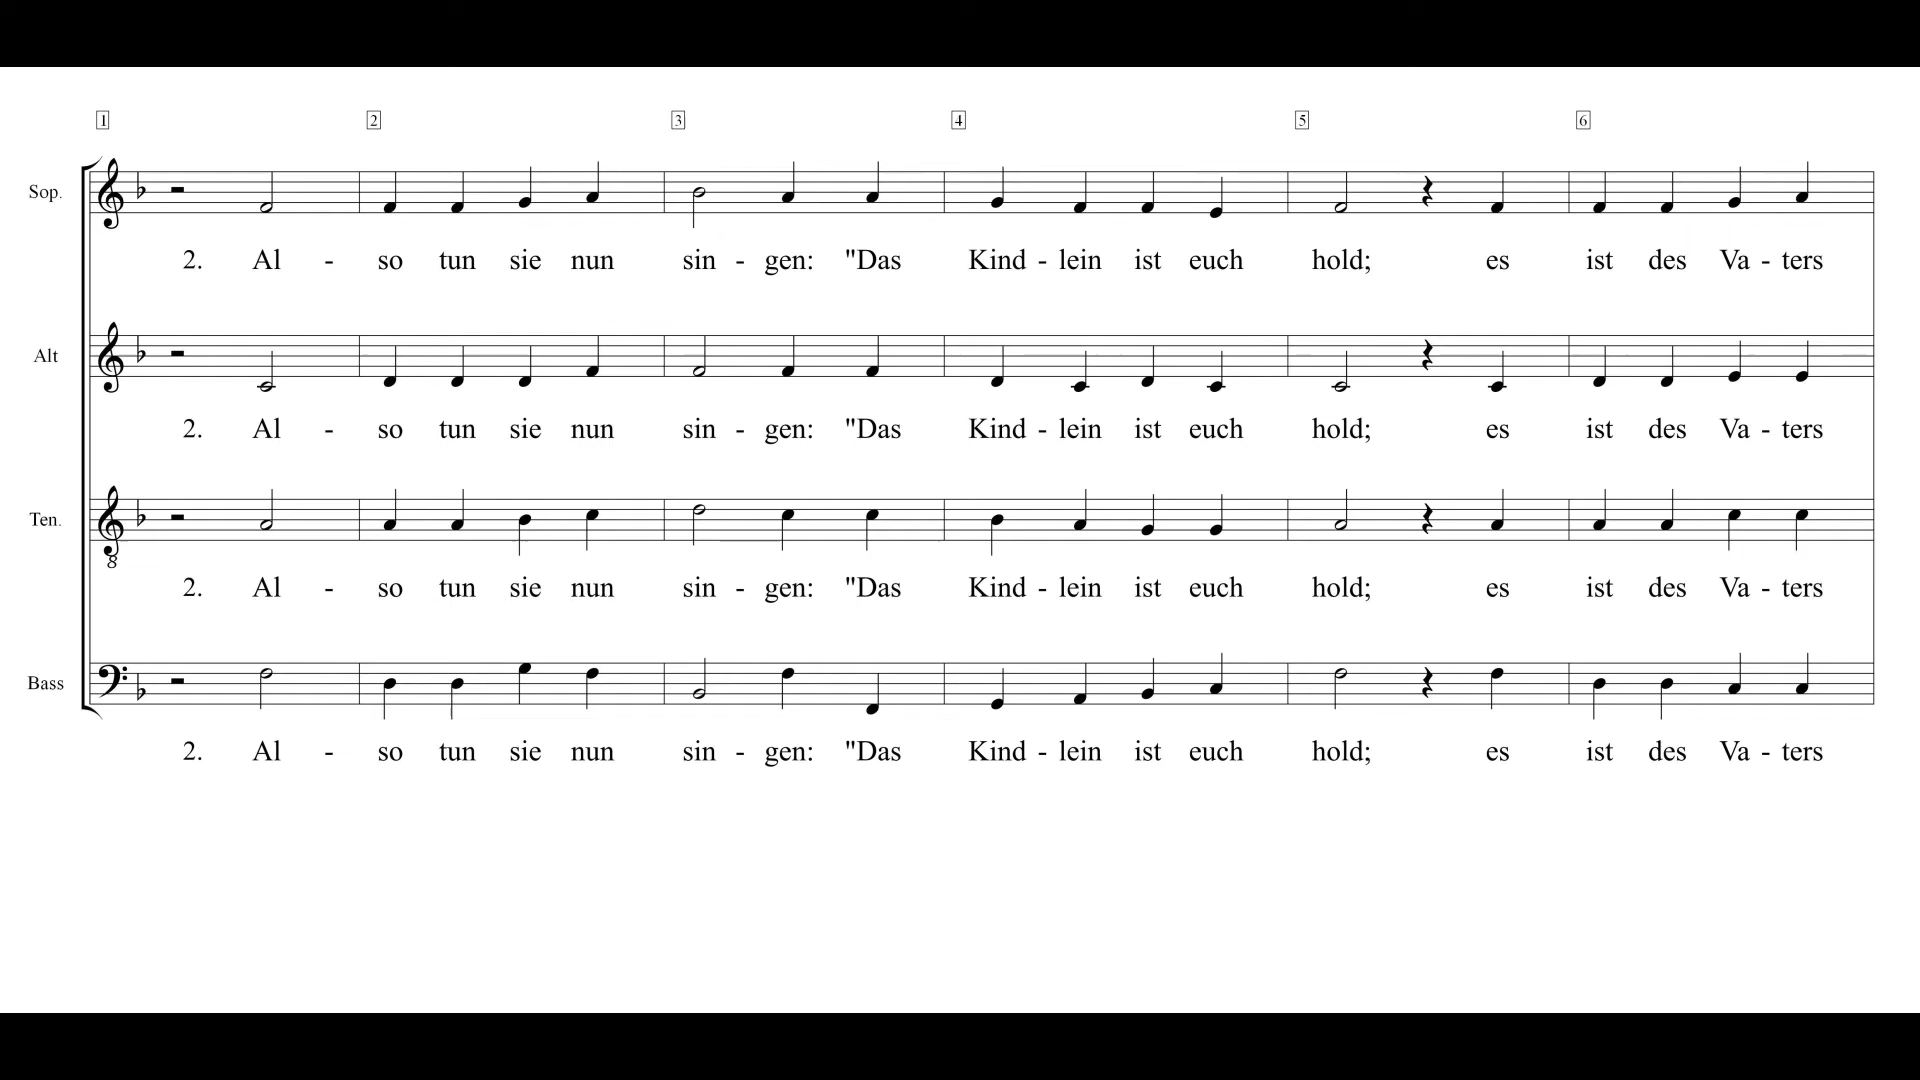 1 2 3 4 5 6
Sop.
2. Al - so tun sie nun sin - gen: "Das Kind - lein ist euch hold; es ist des Va - ters
Alt
2. Al - so tun sie nun sin - gen: "Das Kind - lein ist euch hold; es ist des Va - ters
Ten.
8
2. Al - so tun sie nun sin - gen: "Das Kind - lein ist euch hold; es ist des Va - ters
Bass
2. Al - so tun sie nun sin - gen: "Das Kind - lein ist euch hold; es ist des Va - ters